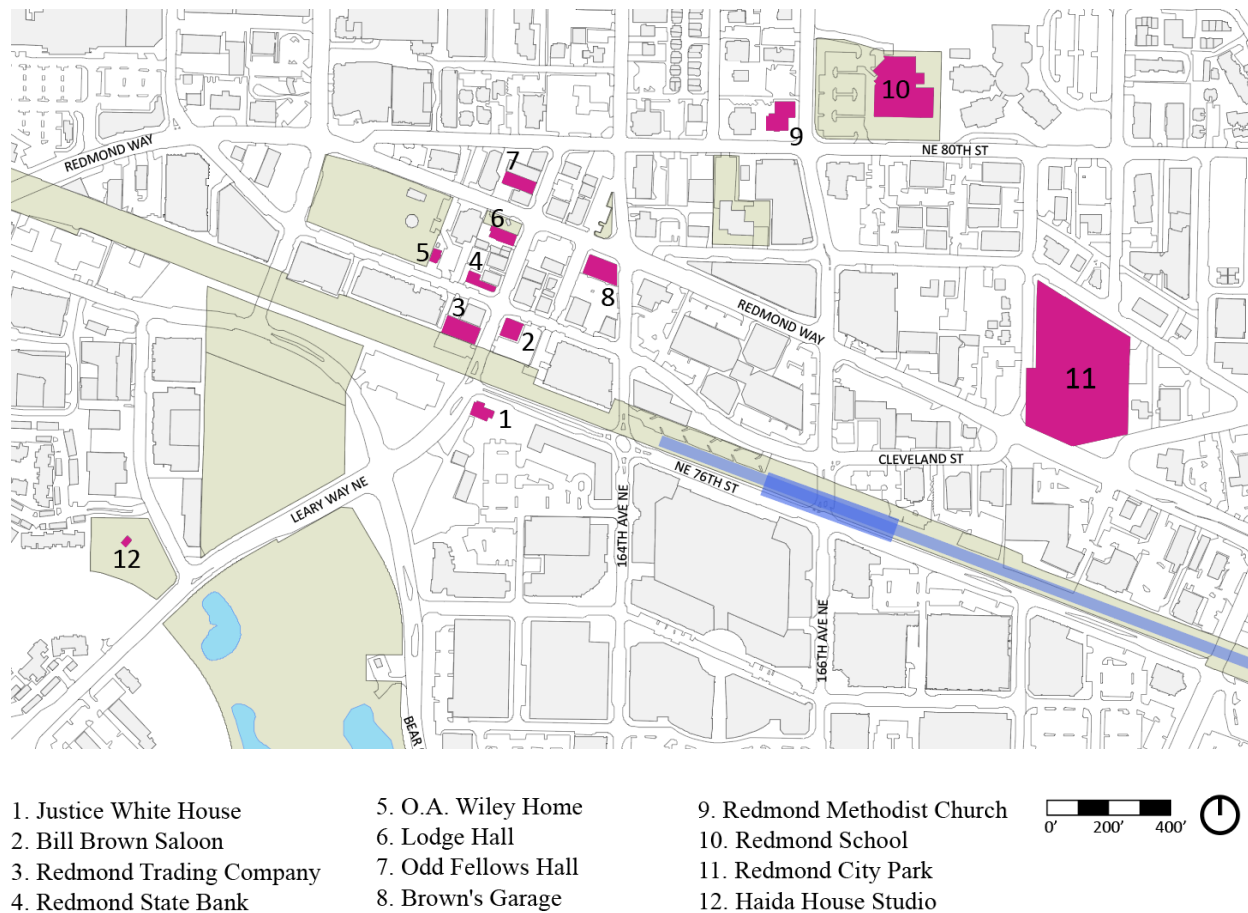 10
9
NE 80TH ST
REDMOND WAY
7
6
5
4
8
3
2
REDMOND WAY
11
1
CLEVELAND ST
NE 76TH ST
LEARY WAY NE
12
164TH AVE NE
166TH AVE NE
BEAR
1. Justice White House
2. Bill Brown Saloon
3. Redmond Trading Company
4. Redmond State Bank
5. O.A. Wiley Home
6. Lodge Hall
7. Odd Fellows Hall
8. Brown's Garage
9. Redmond Methodist Church
10. Redmond School
11. Redmond City Park
12. Haida House Studio
0' 200' 400'